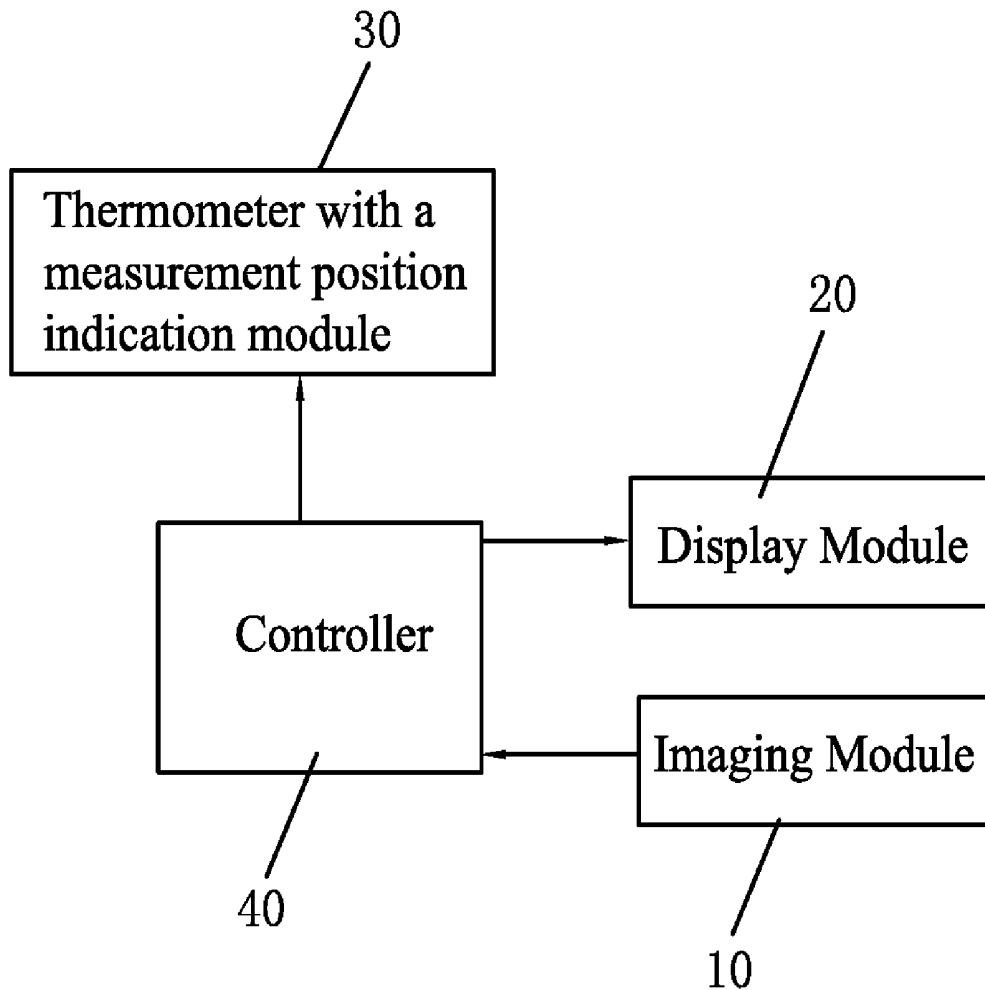 30
Thermometer with a
measurement position
indication module
20
Display Module
Controller
Imaging Module
40
10